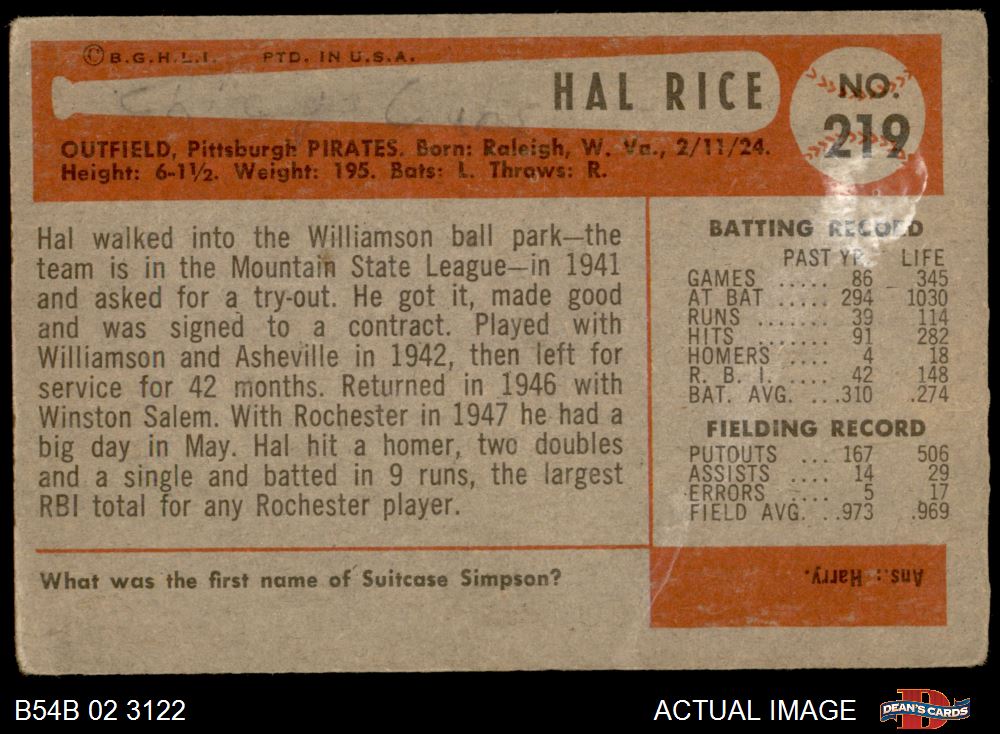 ©B.G.H.L.I. PTD. IN U.S.A.
HAL RICE
NO.
219
OUTFIELD, Pittsburgh PIRATES. Born: Raleigh, W. Va., 2/11/24.
Height: 6-1½. Weight: 195. Bats: L. Throws: R.
Hal walked into the Williamson ball park—the
team is in the Mountain State League—in 1941
and asked for a try-out. He got it, made good
and was signed to a contract. Played with
Williamson and Asheville in 1942, then left for
service for 42 months. Returned in 1946 with
Winston Salem. With Rochester in 1947 he had a
big day in May. Hal hit a homer, two doubles
and a single and batted in 9 runs, the largest
RBI total for any Rochester player.
What was the first name of Suitcase Simpson?
BATTING RECORD
PAST YR. LIFE
GAMES ..... 86 345
AT BAT ..... 294 1030
RUNS ....... 39 114
HITS ....... 91 282
HOMERS .... 4 18
R. B. I. .... 42 148
BAT. AVG. ...310 .274
FIELDING RECORD
PUTOUTS ... 167 506
ASSISTS .... 14 29
ERRORS .... 5 17
FIELD AVG. ..973 .969
Ans.: Harry.
B54B 02 3122
ACTUAL IMAGE
DEAN'S CARDS